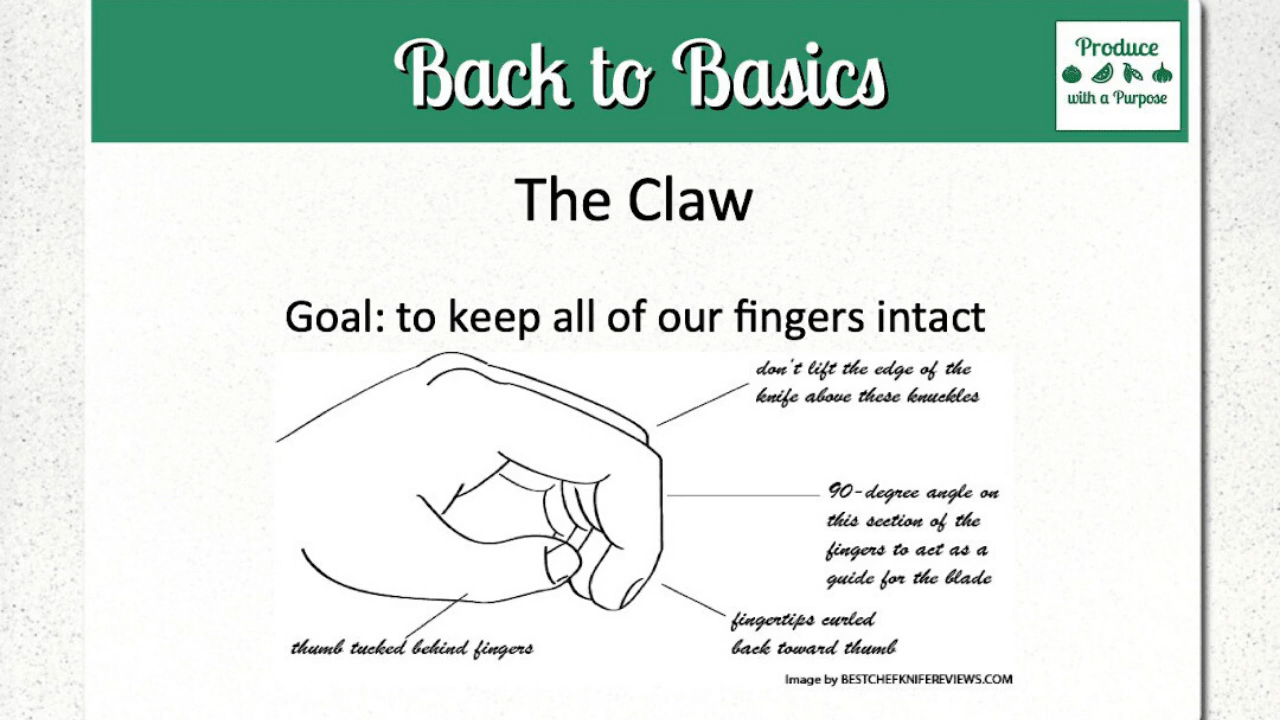 Back to Basics
Produce
with a Purpose
The Claw
Goal: to keep all of our fingers intact
don't lift the edge of the
knife above these knuckles
90-degree angle on
this section of the
fingers to act as a
guide for the blade
fingertips curled
back toward thumb
thumb tucked behind fingers
Image by BESTCHEFKNIFEREVIEWS.COM